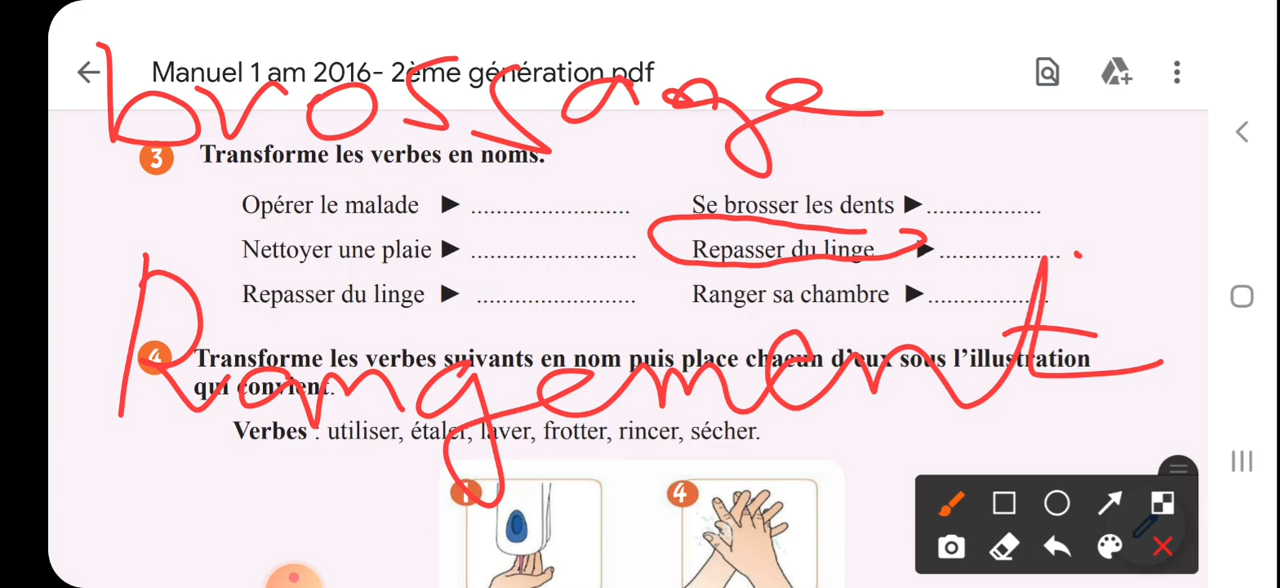 Manuel 1 am 2016- 2ème génération.pdf
brossage
3 Transforme les verbes en noms.
Opérer le malade ► ........................ Se brosser les dents ► .................
Nettoyer une plaie ► ........................ Repasser du linge ► .................
Repasser du linge ► ....................... Ranger sa chambre ► .................
Rangement.
4 Transforme les verbes suivants en nom puis place chacun d'eux sous l'illustration
qui convient.
Verbes : utiliser, étaler, laver, frotter, rincer, sécher.
1 4